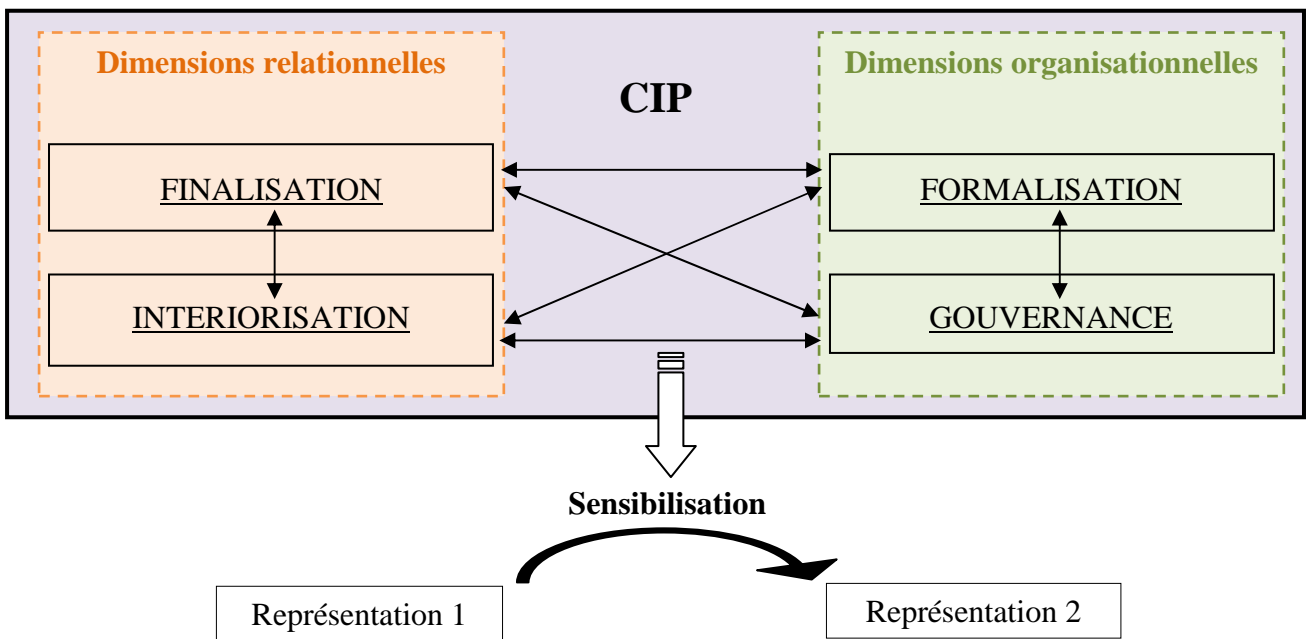 Dimensions relationnelles
Dimensions organisationnelles
CIP
FINALISATION
FORMALISATION
INTERIORISATION
GOUVERNANCE
Sensibilisation
Représentation 1
Représentation 2